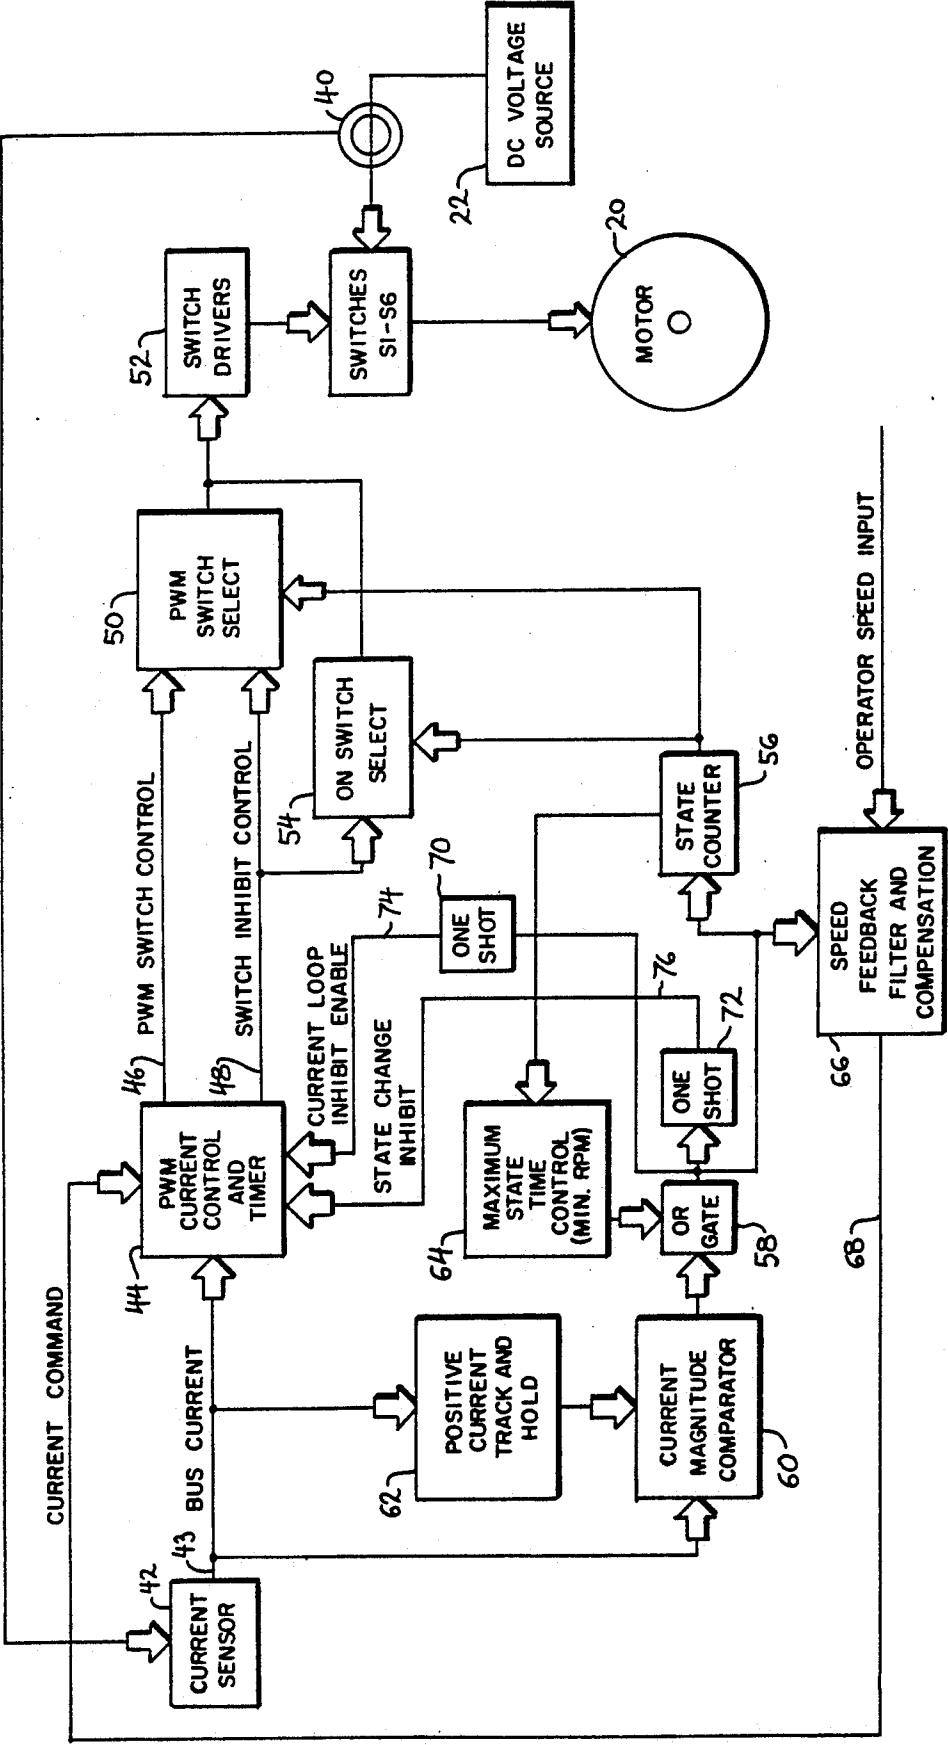 CURRENT COMMAND
42
CURRENT
SENSOR
43
BUS CURRENT
44
PWM
CURRENT
CONTROL
AND
TIMER
46
PWM SWITCH CONTROL
48
SWITCH INHIBIT CONTROL
50
PWM
SWITCH
SELECT
52
SWITCH
DRIVERS
40
SWITCHES
S1-S6
22
DC VOLTAGE
SOURCE
MOTOR
20
54
ON SWITCH
SELECT
CURRENT LOOP
INHIBIT ENABLE
74
STATE CHANGE
INHIBIT
70
ONE
SHOT
76
62
POSITIVE
CURRENT
TRACK AND
HOLD
64
MAXIMUM
STATE
TIME
CONTROL
(MIN. RPM)
CURRENT
MAGNITUDE
COMPARATOR
60
OR
GATE
58
ONE
SHOT
72
STATE
COUNTER
56
OPERATOR SPEED INPUT
66
SPEED
FEEDBACK
FILTER AND
COMPENSATION
68